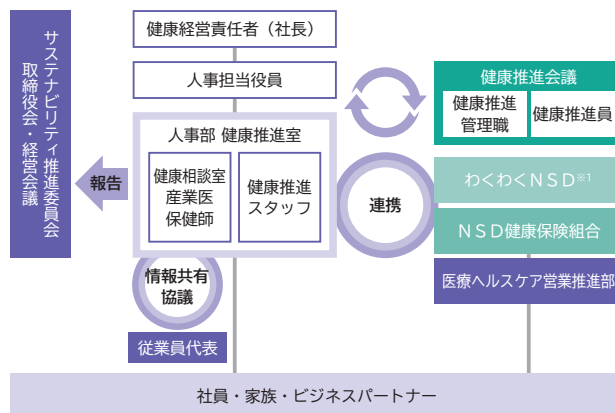 サステナビリティ推進委員会
取締役会・経営会議
報告
健康経営責任者（社長）
人事担当役員
人事部 健康推進室
健康相談室
産業医
保健師
健康推進
スタッフ
情報共有
協議
従業員代表
連携
健康推進会議
健康推進
管理職
健康推進員
わくわくＮＳＤ※1
ＮＳＤ健康保険組合
医療ヘルスケア営業推進部
社員・家族・ビジネスパートナー